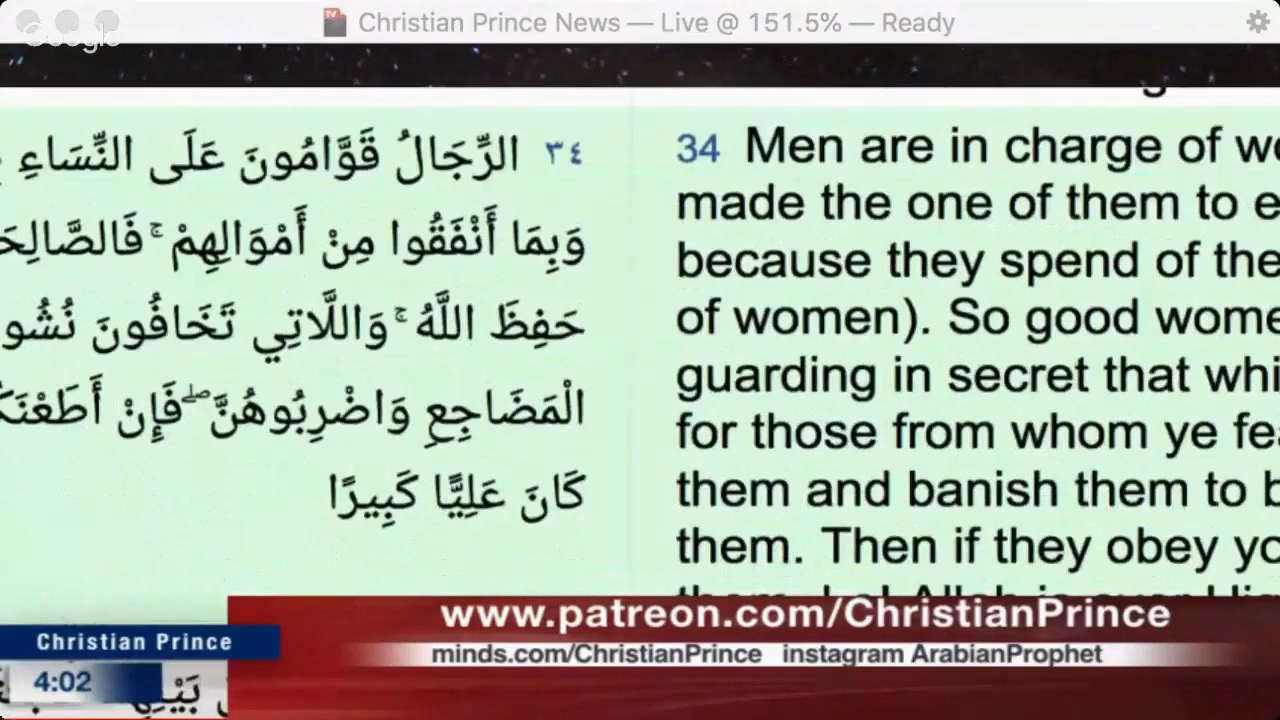 Christian Prince News — Live @ 151.5% — Ready
Google
٣٤ الرِّجَالُ قَوَّامُونَ عَلَى النِّسَاءِ
وَبِمَا أَنْفَقُوا مِنْ أَمْوَالِهِمْ ۚ فَالصَّالِحَ
حَفِظَ اللَّهُ ۚ وَاللَّاتِي تَخَافُونَ نُشُو
الْمَضَاجِعِ وَاضْرِبُوهُنَّ ۖ فَإِنْ أَطَعْنَكُ
كَانَ عَلِيًّا كَبِيرًا
34 Men are in charge of wo
made the one of them to e
because they spend of the
of women). So good wome
guarding in secret that whi
for those from whom ye fea
them and banish them to b
them. Then if they obey yo
www.patreon.com/ChristianPrince
minds.com/ChristianPrince instagram ArabianProphet
Christian Prince
4:02